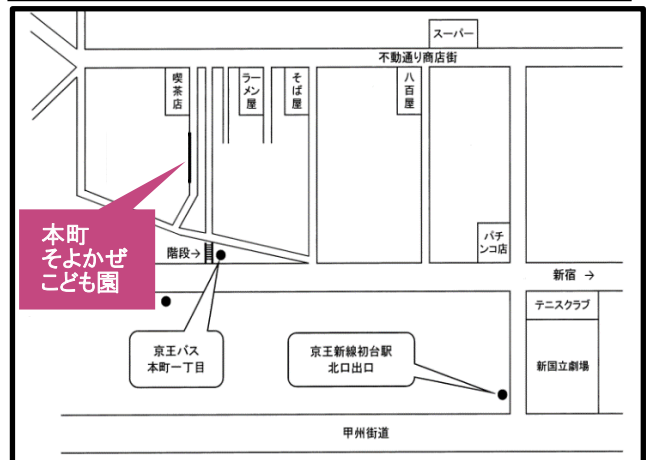 スーパー
不動通り商店街
喫茶店
ラーメン屋
そば屋
八百屋
本町
そよかぜ
こども園
階段→
パチ
ンコ店
新宿 →
テニスクラブ
京王バス
本町一丁目
京王新線初台駅
北口出口
新国立劇場
甲州街道